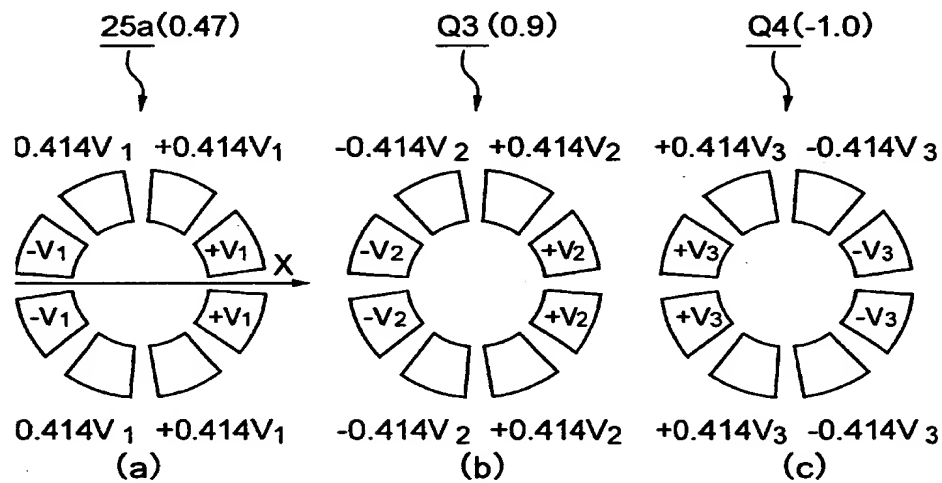 25a(0.47) Q3 (0.9) Q4(-1.0)
0.414V1 +0.414V1 -0.414V2 +0.414V2 +0.414V3 -0.414V3
-V1 +V1 -V2 +V2 +V3 -V3
X
-V1 +V1 -V2 +V2 +V3 -V3
0.414V1 +0.414V1 -0.414V2 +0.414V2 +0.414V3 -0.414V3
(a) (b) (c)